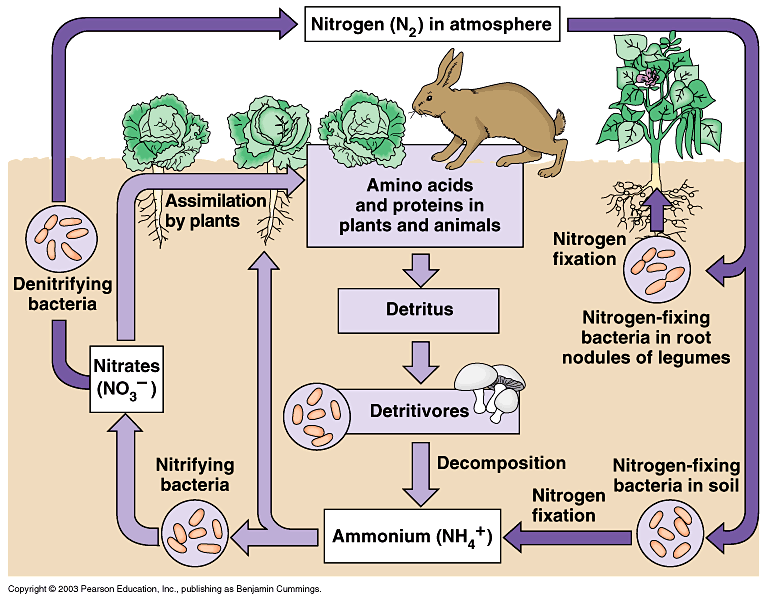 Nitrogen (N₂) in atmosphere
Assimilation
by plants
Amino acids
and proteins in
plants and animals
Nitrogen
fixation
Denitrifying
bacteria
Detritus
Nitrogen-fixing
bacteria in root
nodules of legumes
Nitrates
(NO₃⁻)
Detritivores
Decomposition
Nitrifying
bacteria
Nitrogen-fixing
bacteria in soil
Nitrogen
fixation
Ammonium (NH₄⁺)
Copyright © 2003 Pearson Education, Inc., publishing as Benjamin Cummings.